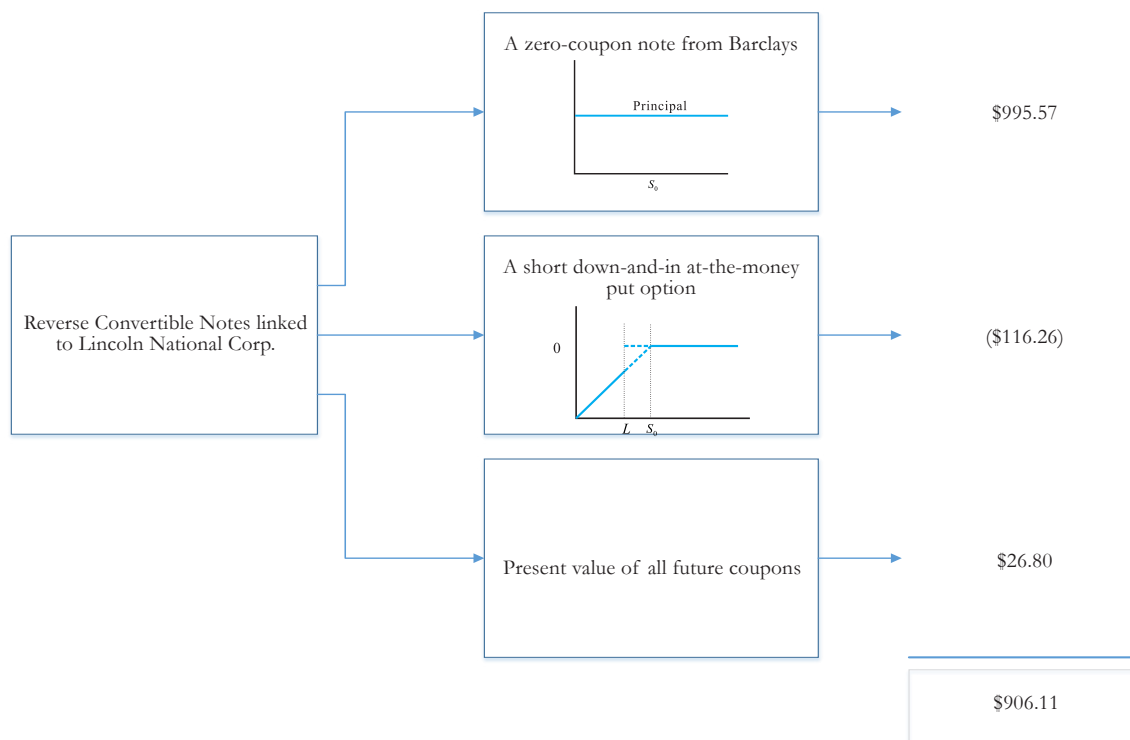 A zero-coupon note from Barclays
Principal
S₀
$995.57
Reverse Convertible Notes linked
to Lincoln National Corp.
A short down-and-in at-the-money
put option
0
L S₀
($116.26)
Present value of all future coupons
$26.80
$906.11